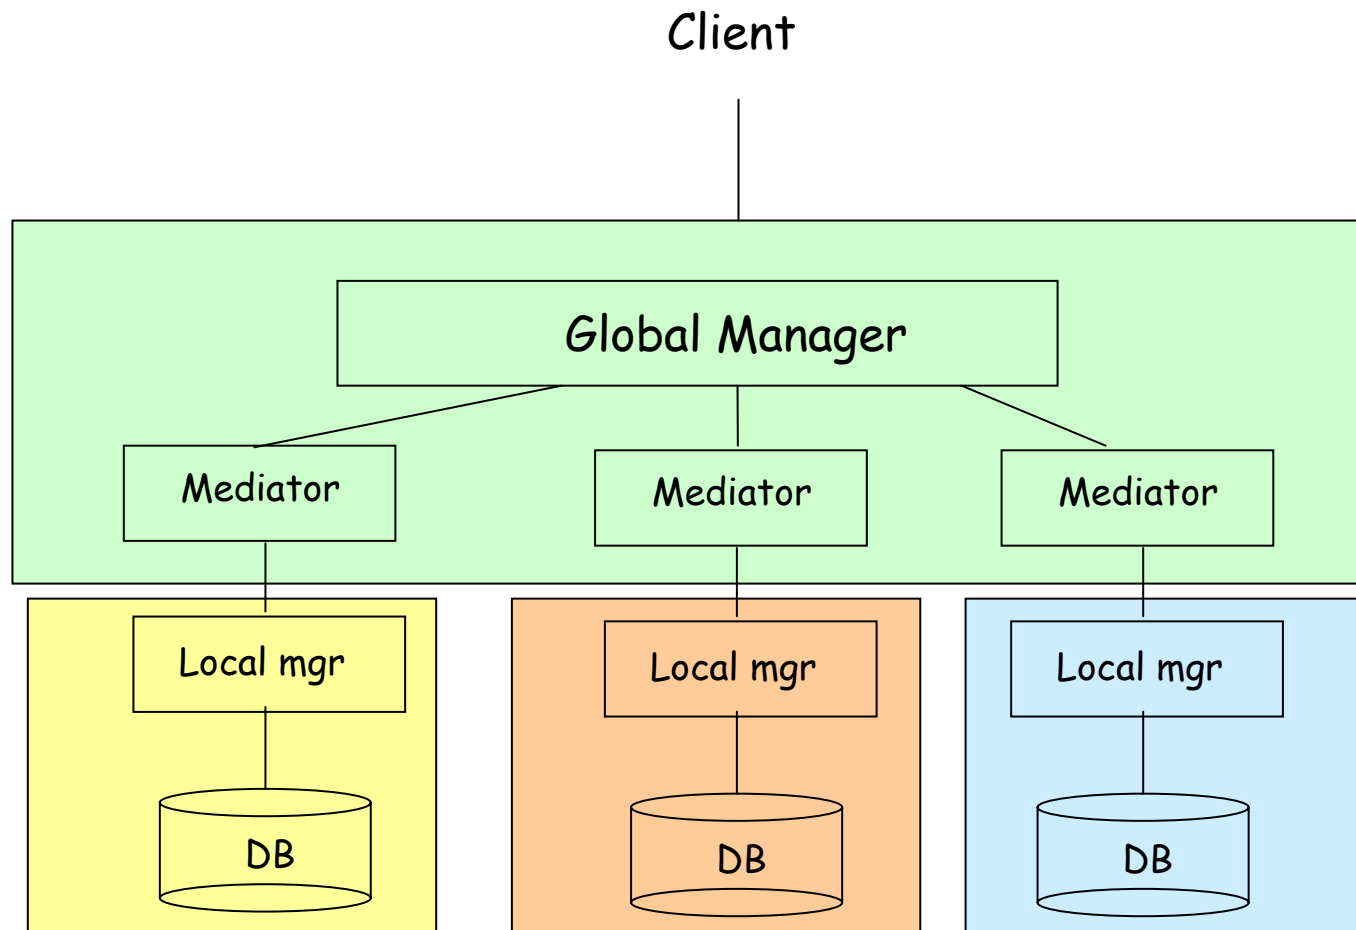 Client
Global Manager
Mediator
Mediator
Mediator
Local mgr
Local mgr
Local mgr
DB
DB
DB